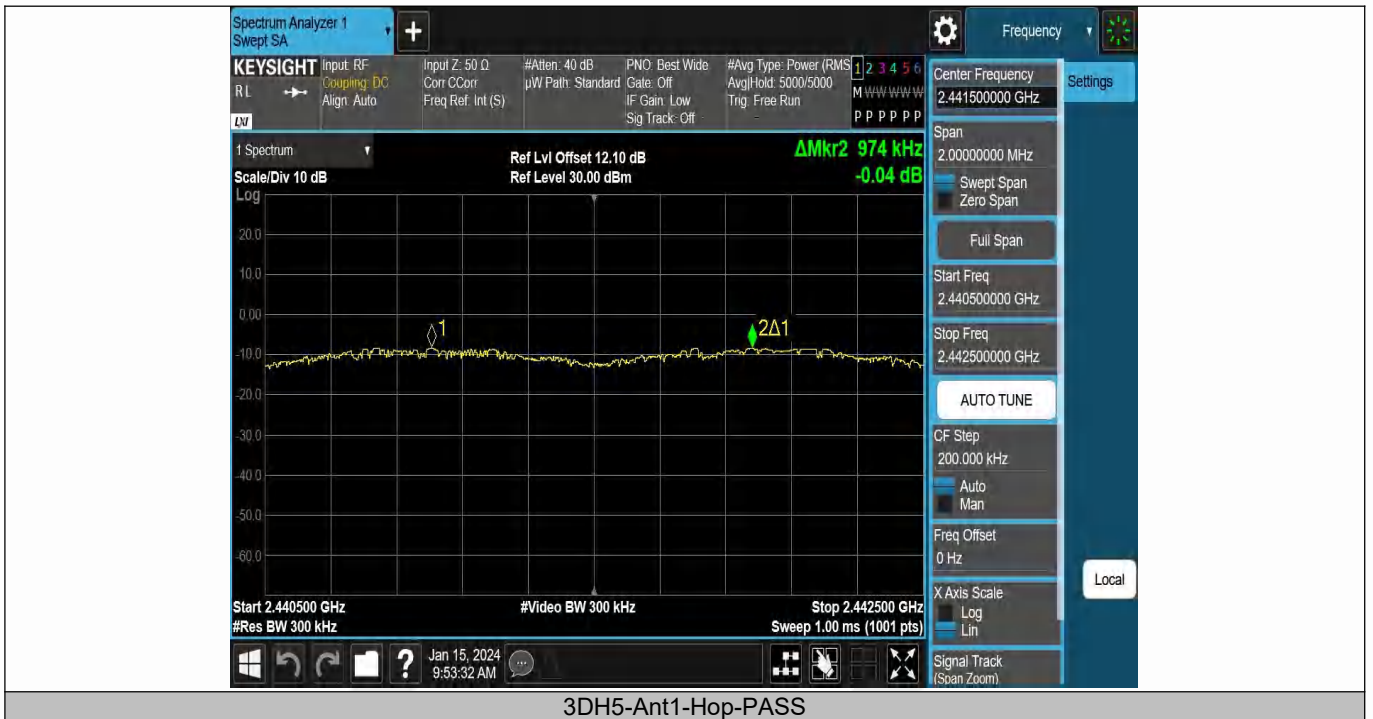 Spectrum Analyzer 1
Swept SA
+
Frequency
KEYSIGHT
RL
LXI
Input: RF
Coupling: DC
Align: Auto
Input Z: 50 Ω
Corr CCorr
Freq Ref: Int (S)
#Atten: 40 dB
µW Path: Standard
PNO: Best Wide
Gate: Off
IF Gain: Low
Sig Track: Off
#Avg Type: Power (RMS
Avg|Hold: 5000/5000
Trig: Free Run
1 2 3 4 5 6
M W W W W W
P P P P P P
1 Spectrum
Scale/Div 10 dB
Log
Ref Lvl Offset 12.10 dB
Ref Level 30.00 dBm
ΔMkr2 974 kHz
-0.04 dB
20.0
10.0
0.00
-10.0
-20.0
-30.0
-40.0
-50.0
-60.0
1
2Δ1
Start 2.440500 GHz
#Res BW 300 kHz
#Video BW 300 kHz
Stop 2.442500 GHz
Sweep 1.00 ms (1001 pts)
Center Frequency
2.441500000 GHz
Settings
Span
2.00000000 MHz
Swept Span
Zero Span
Full Span
Start Freq
2.440500000 GHz
Stop Freq
2.442500000 GHz
AUTO TUNE
CF Step
200.000 kHz
Auto
Man
Freq Offset
0 Hz
X Axis Scale
Log
Lin
Local
Signal Track
(Span Zoom)
?
Jan 15, 2024
9:53:32 AM
3DH5-Ant1-Hop-PASS